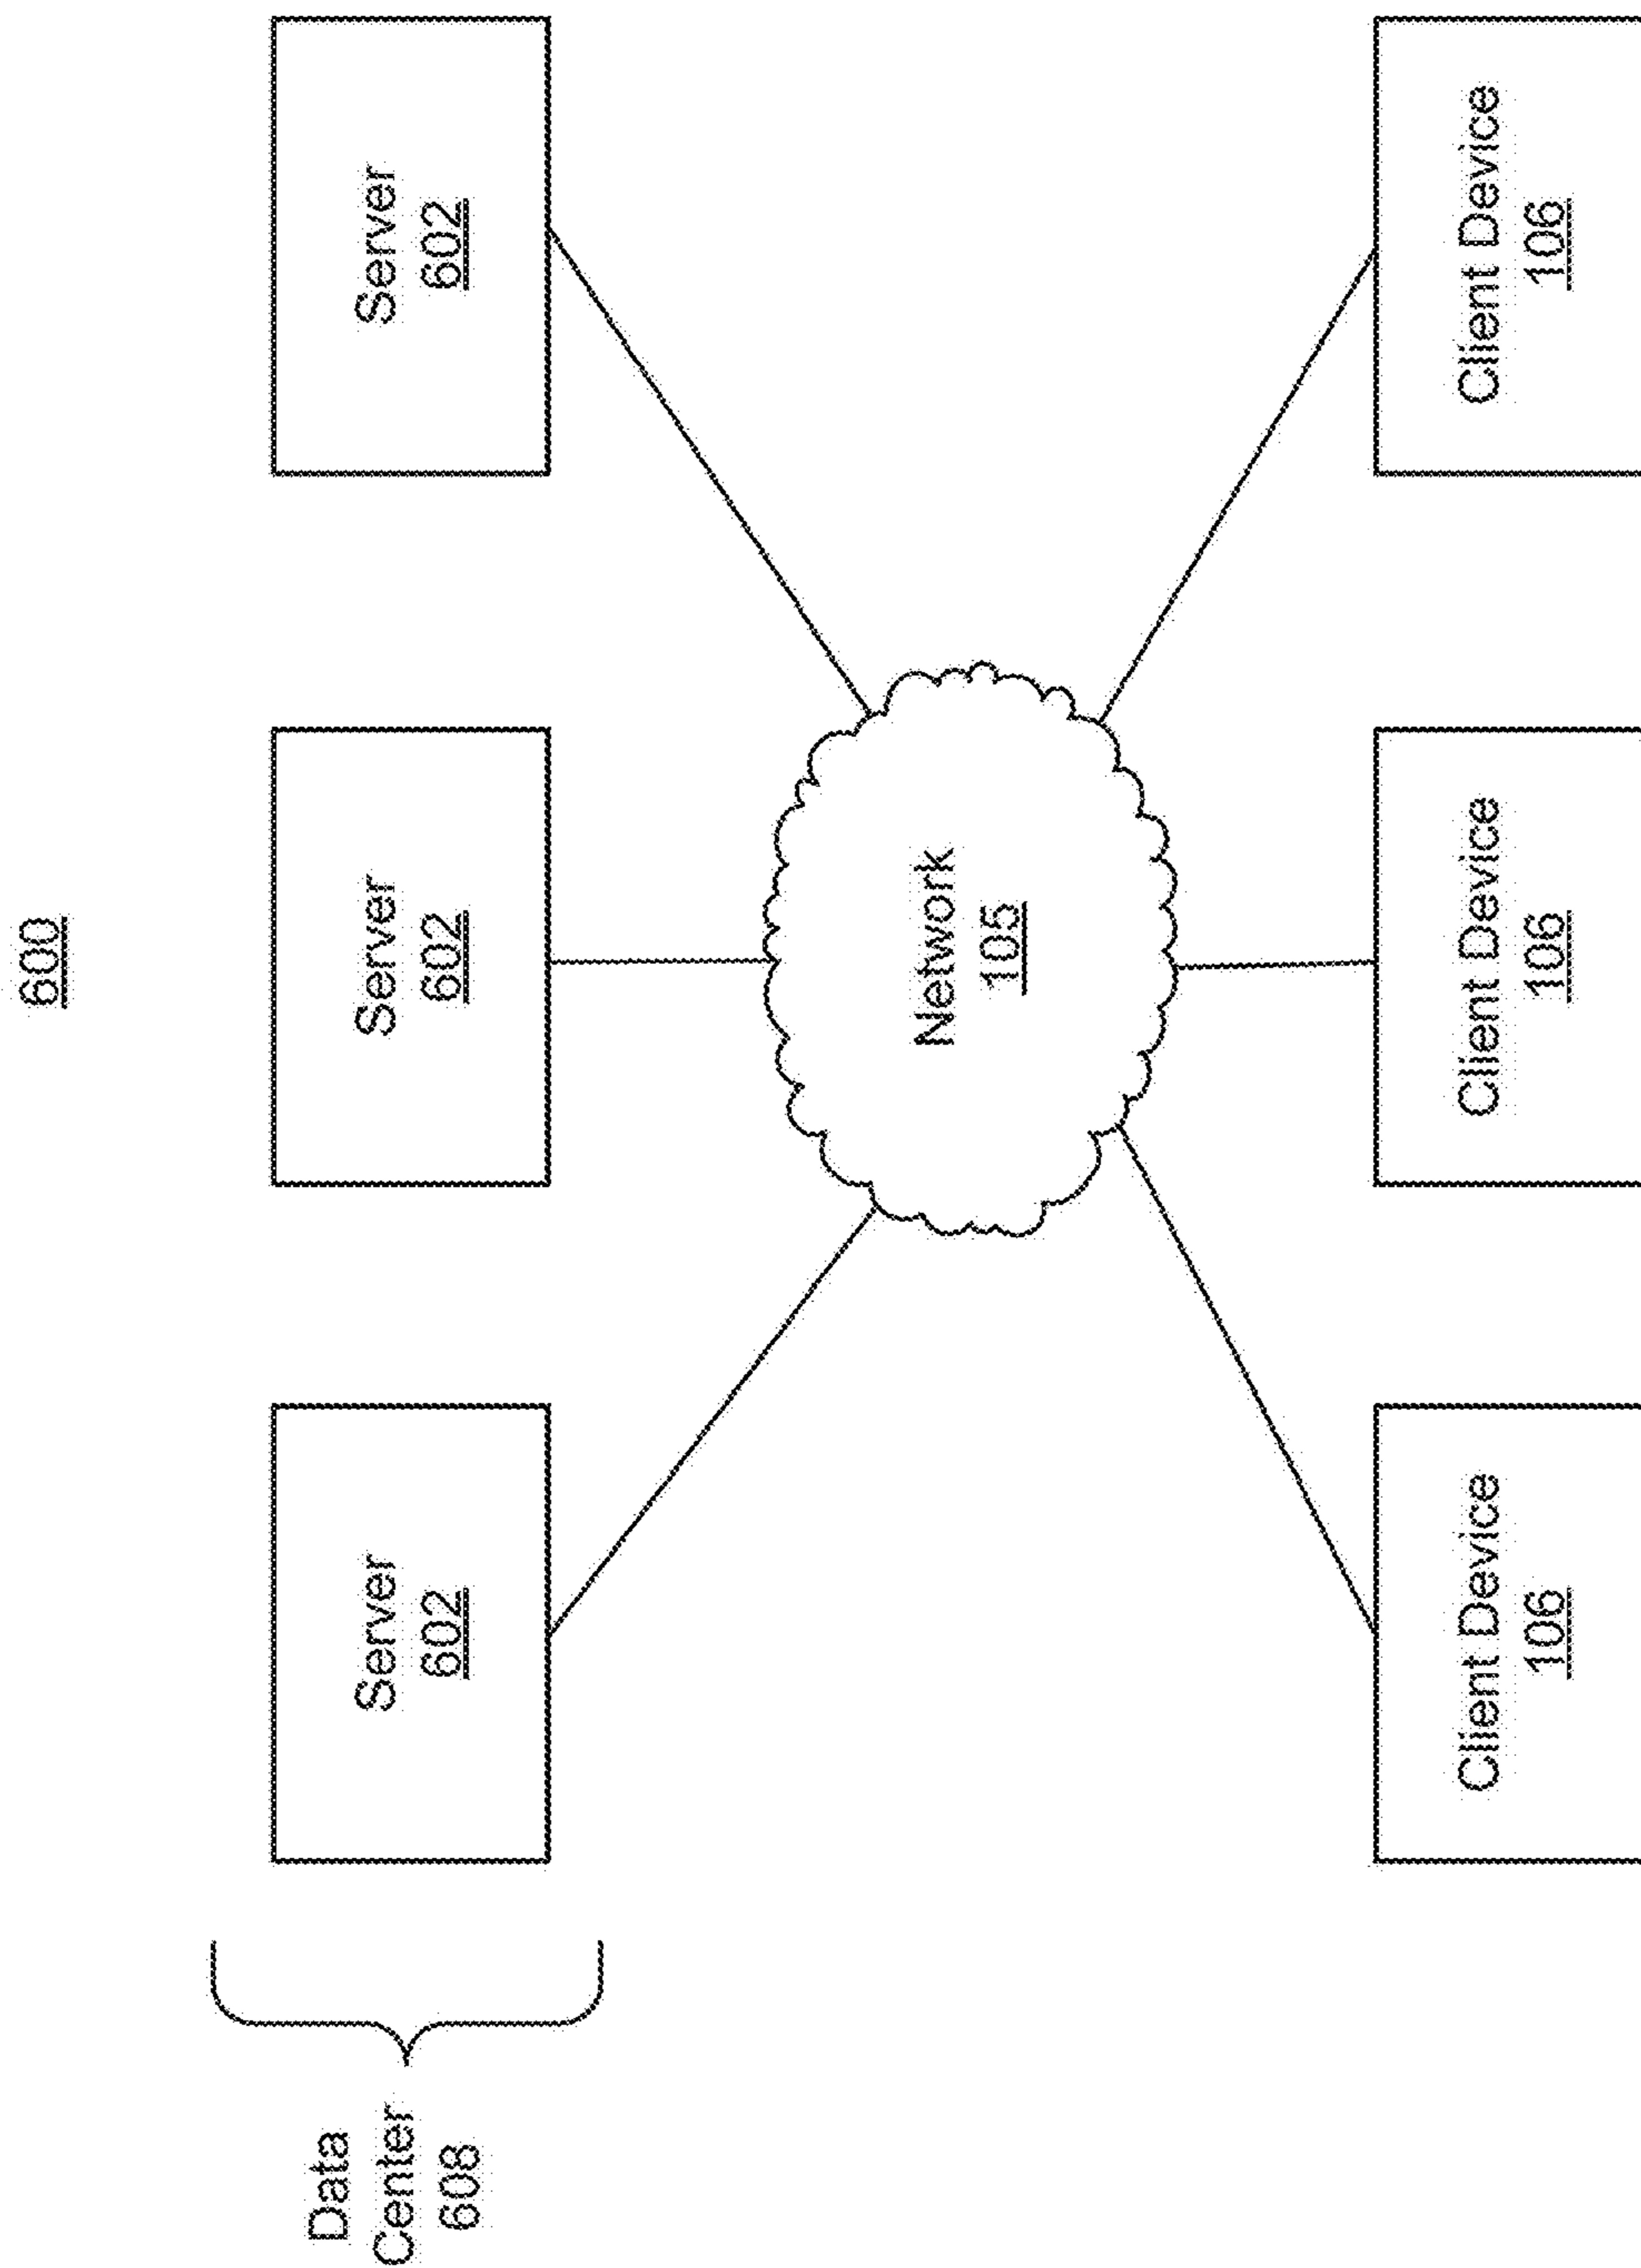 600
Data
Center
608
Server
602
Server
602
Server
602
Network
105
Client Device
106
Client Device
106
Client Device
106